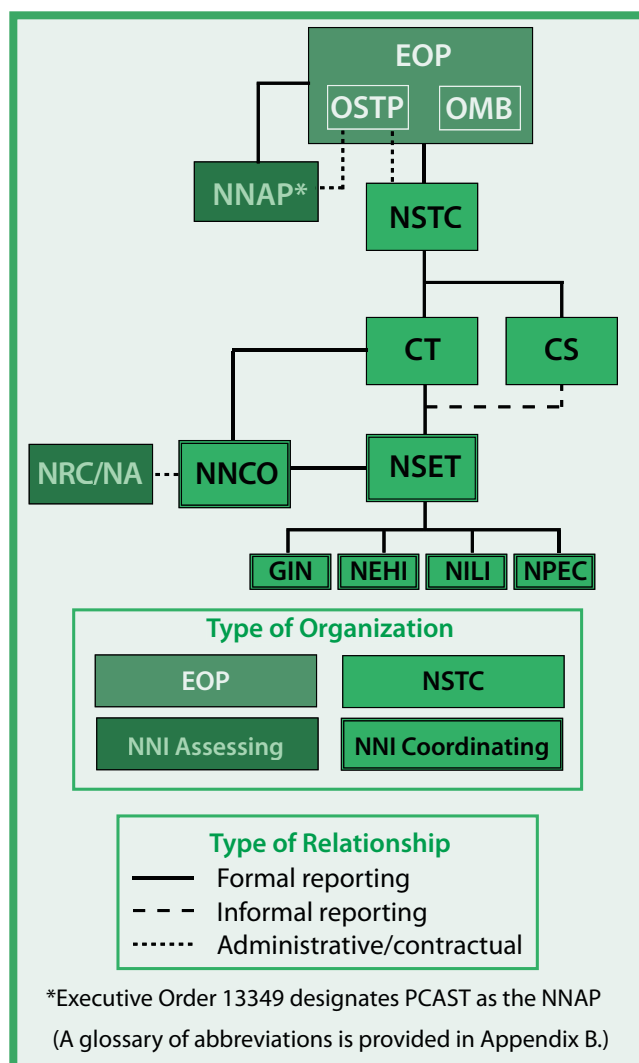 EOP
OSTP OMB
NNAP*
NSTC
CT CS
NRC/NA NNCO NSET
GIN NEHI NILI NPEC
Type of Organization
EOP NSTC
NNI Assessing NNI Coordinating
Type of Relationship
Formal reporting
Informal reporting
Administrative/contractual
*Executive Order 13349 designates PCAST as the NNAP
(A glossary of abbreviations is provided in Appendix B.)